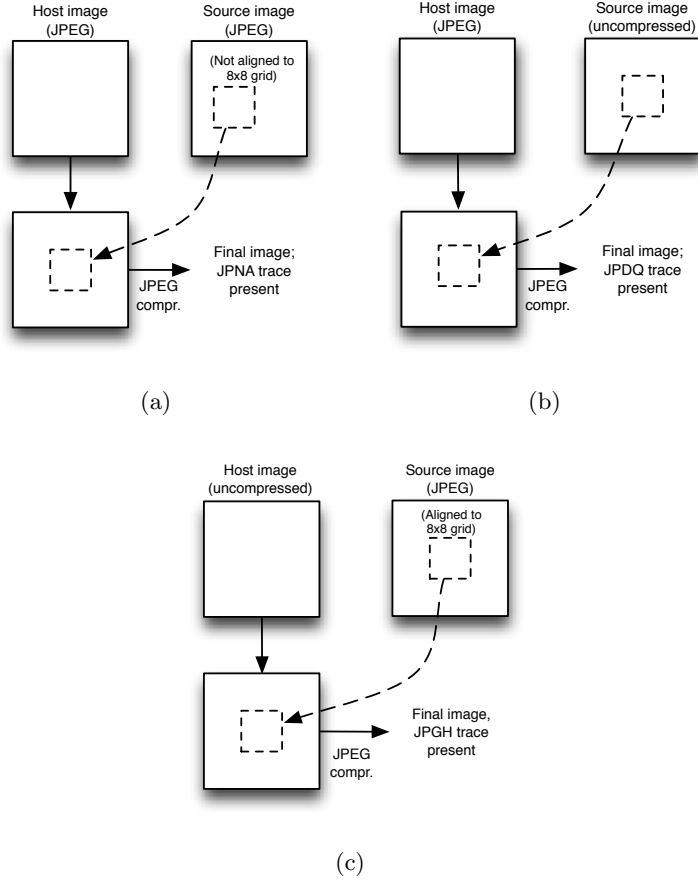 Host image
(JPEG)
Source image
(JPEG)
(Not aligned to
8x8 grid)
JPEG
compr.
Final image;
JPNA trace
present
(a)
Host image
(JPEG)
Source image
(uncompressed)
JPEG
compr.
Final image;
JPDQ trace
present
(b)
Host image
(uncompressed)
Source image
(JPEG)
(Aligned to
8x8 grid)
JPEG
compr.
Final image,
JPGH trace
present
(c)